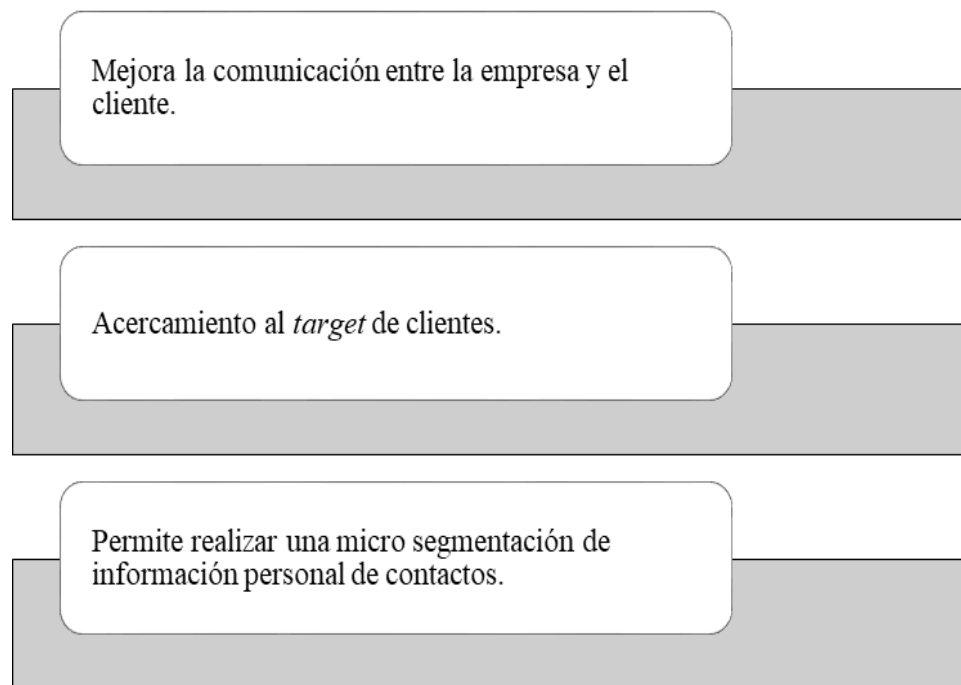 Mejora la comunicación entre la empresa y el
cliente.
Acercamiento al target de clientes.
Permite realizar una micro segmentación de
información personal de contactos.